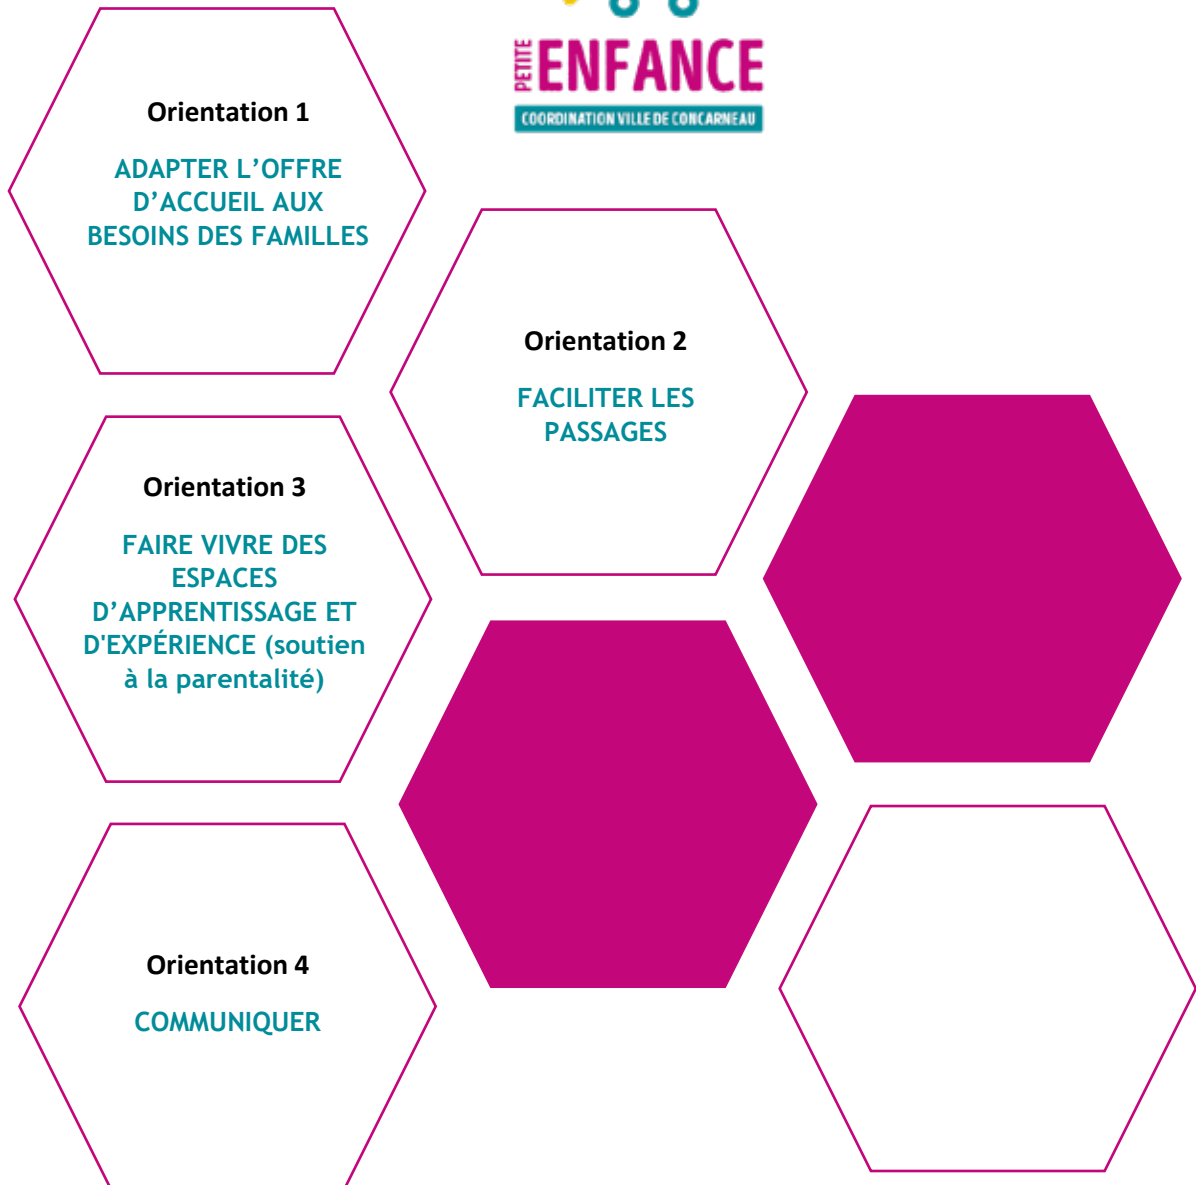 PETITE
ENFANCE
COORDINATION VILLE DE CONCARNEAU
Orientation 1
ADAPTER L’OFFRE
D’ACCUEIL AUX
BESOINS DES FAMILLES
Orientation 2
FACILITER LES
PASSAGES
Orientation 3
FAIRE VIVRE DES
ESPACES
D’APPRENTISSAGE ET
D'EXPÉRIENCE (soutien
à la parentalité)
Orientation 4
COMMUNIQUER